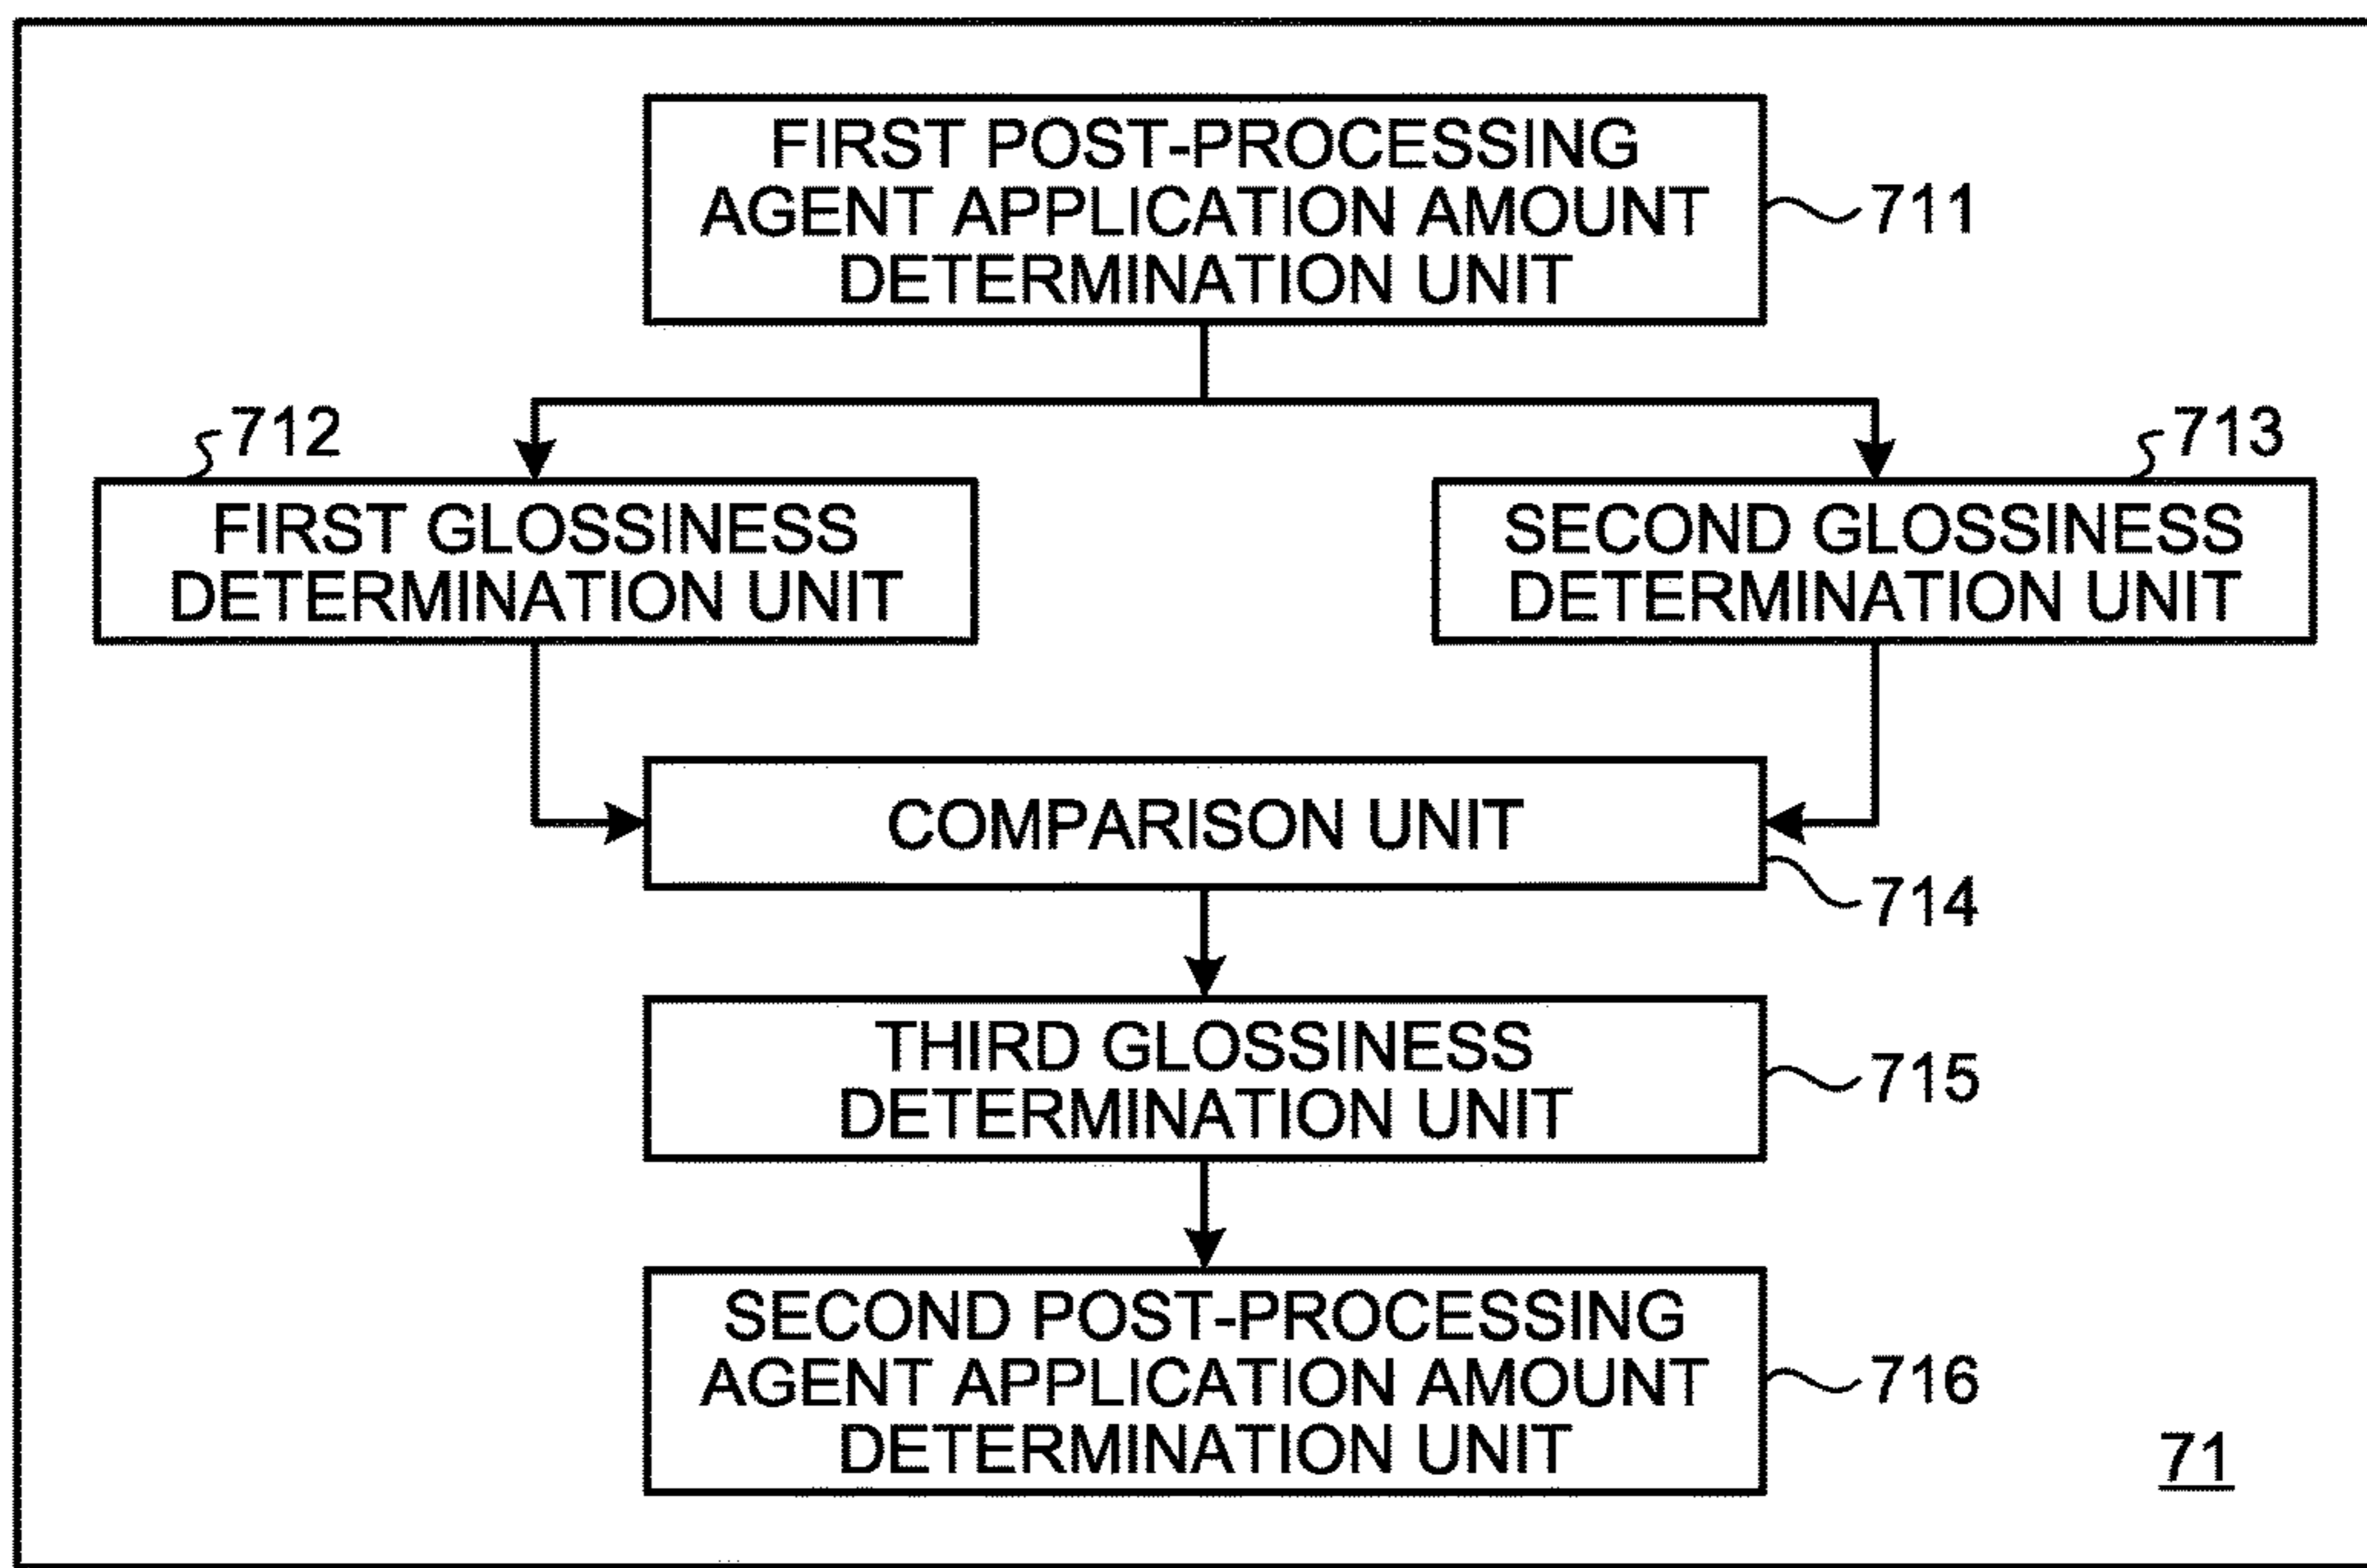 FIRST POST-PROCESSING
AGENT APPLICATION AMOUNT
DETERMINATION UNIT
711
712
713
FIRST GLOSSINESS
DETERMINATION UNIT
SECOND GLOSSINESS
DETERMINATION UNIT
COMPARISON UNIT
714
THIRD GLOSSINESS
DETERMINATION UNIT
715
SECOND POST-PROCESSING
AGENT APPLICATION AMOUNT
DETERMINATION UNIT
716
71